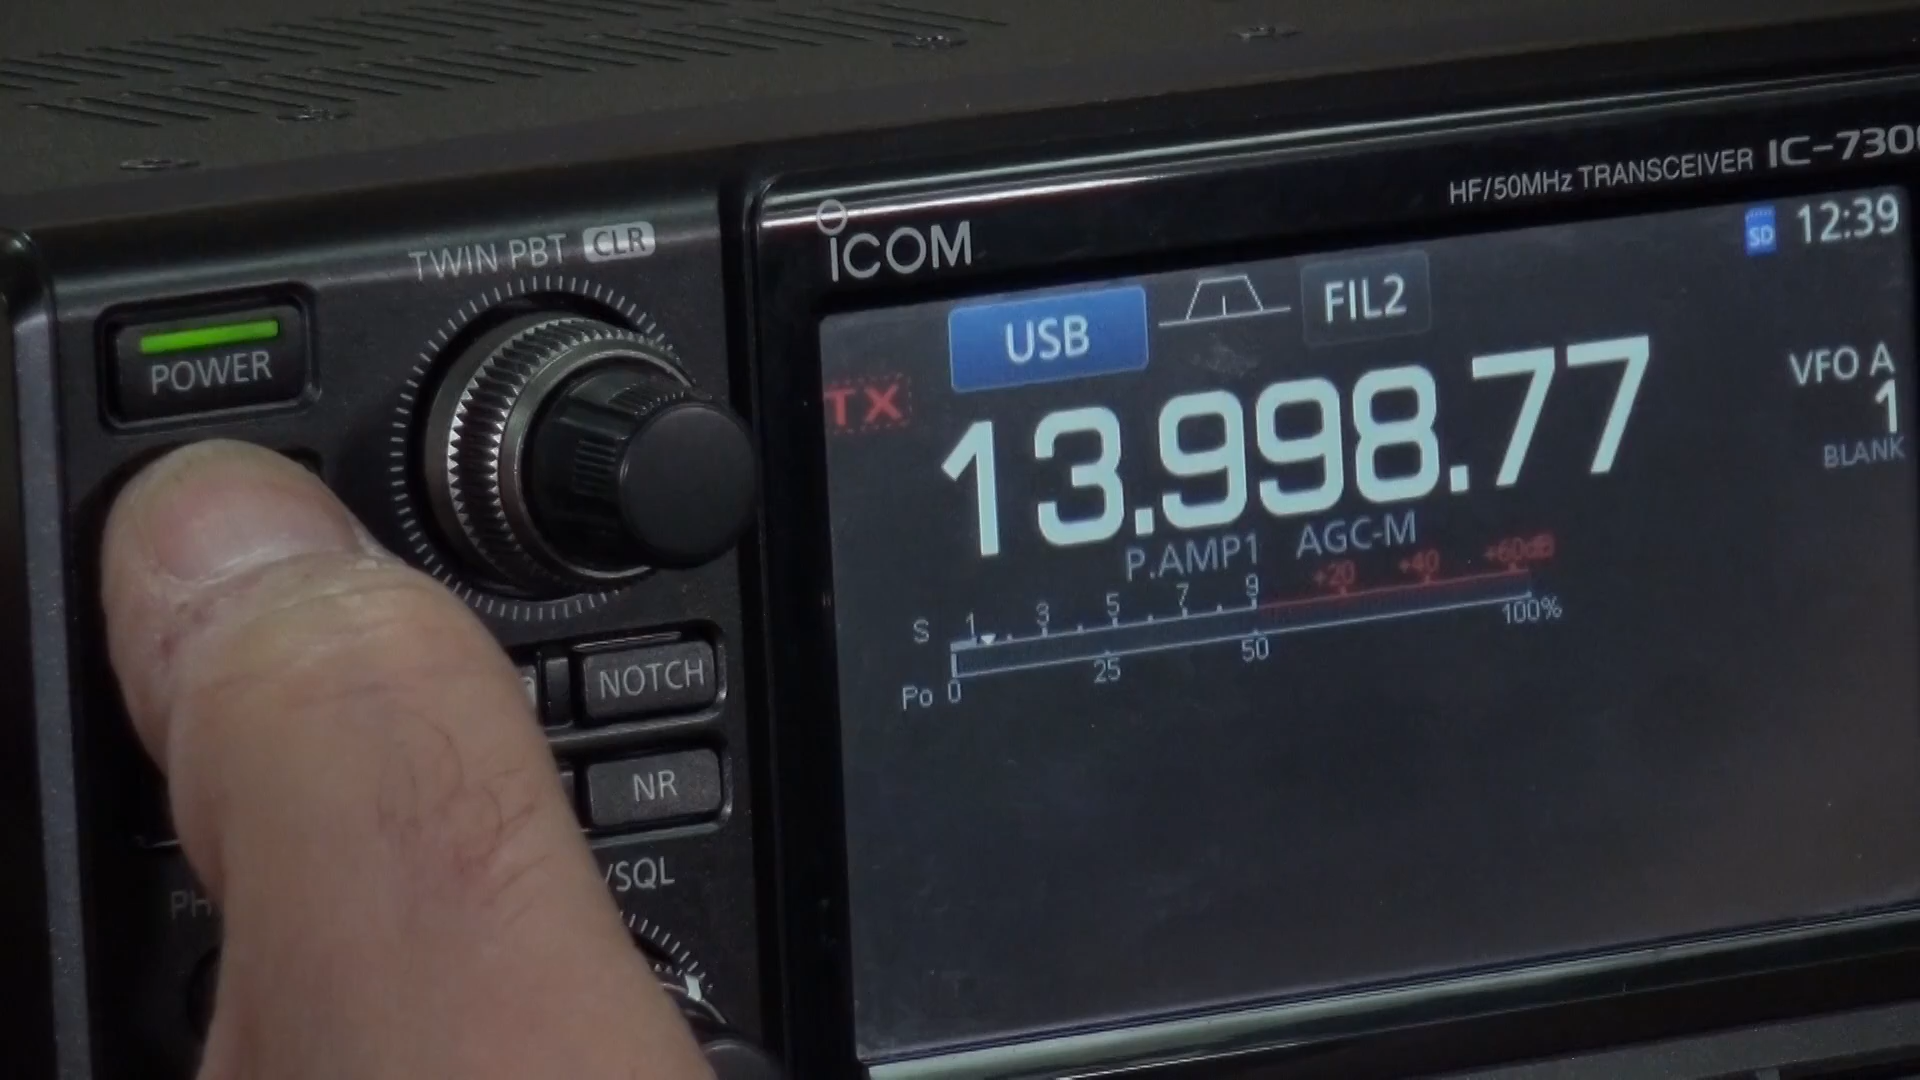 HF/50MHz TRANSCEIVER IC-730
ICOM
TWIN PBT CLR
POWER
SD 12:39
USB FIL2
TX
13.998.77
VFO A
1
BLANK
P.AMP1 AGC-M
S 1 3 5 7 9 +20 +40 +60dB
Po 0 25 50 100%
NOTCH
NR
/SQL
PH